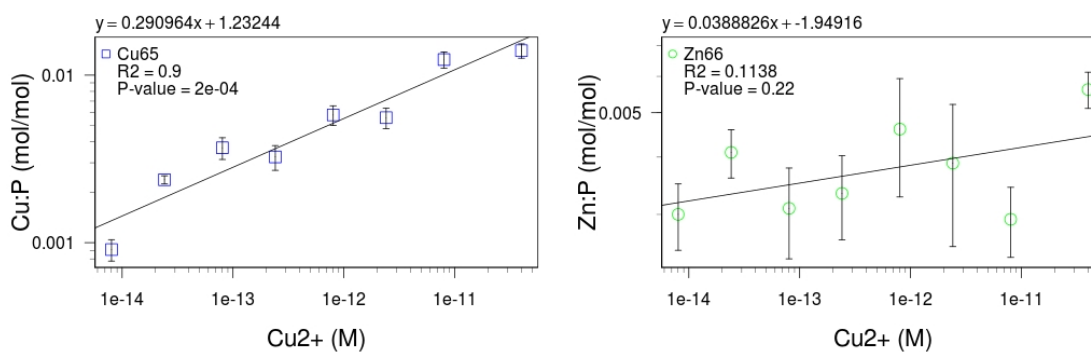 y = 0.290964x + 1.23244
Cu65
R2 = 0.9
P-value = 2e-04
0.01
0.001
Cu:P (mol/mol)
1e-14 1e-13 1e-12 1e-11
Cu2+ (M)
y = 0.0388826x + -1.94916
Zn66
R2 = 0.1138
P-value = 0.22
0.005
Zn:P (mol/mol)
1e-14 1e-13 1e-12 1e-11
Cu2+ (M)